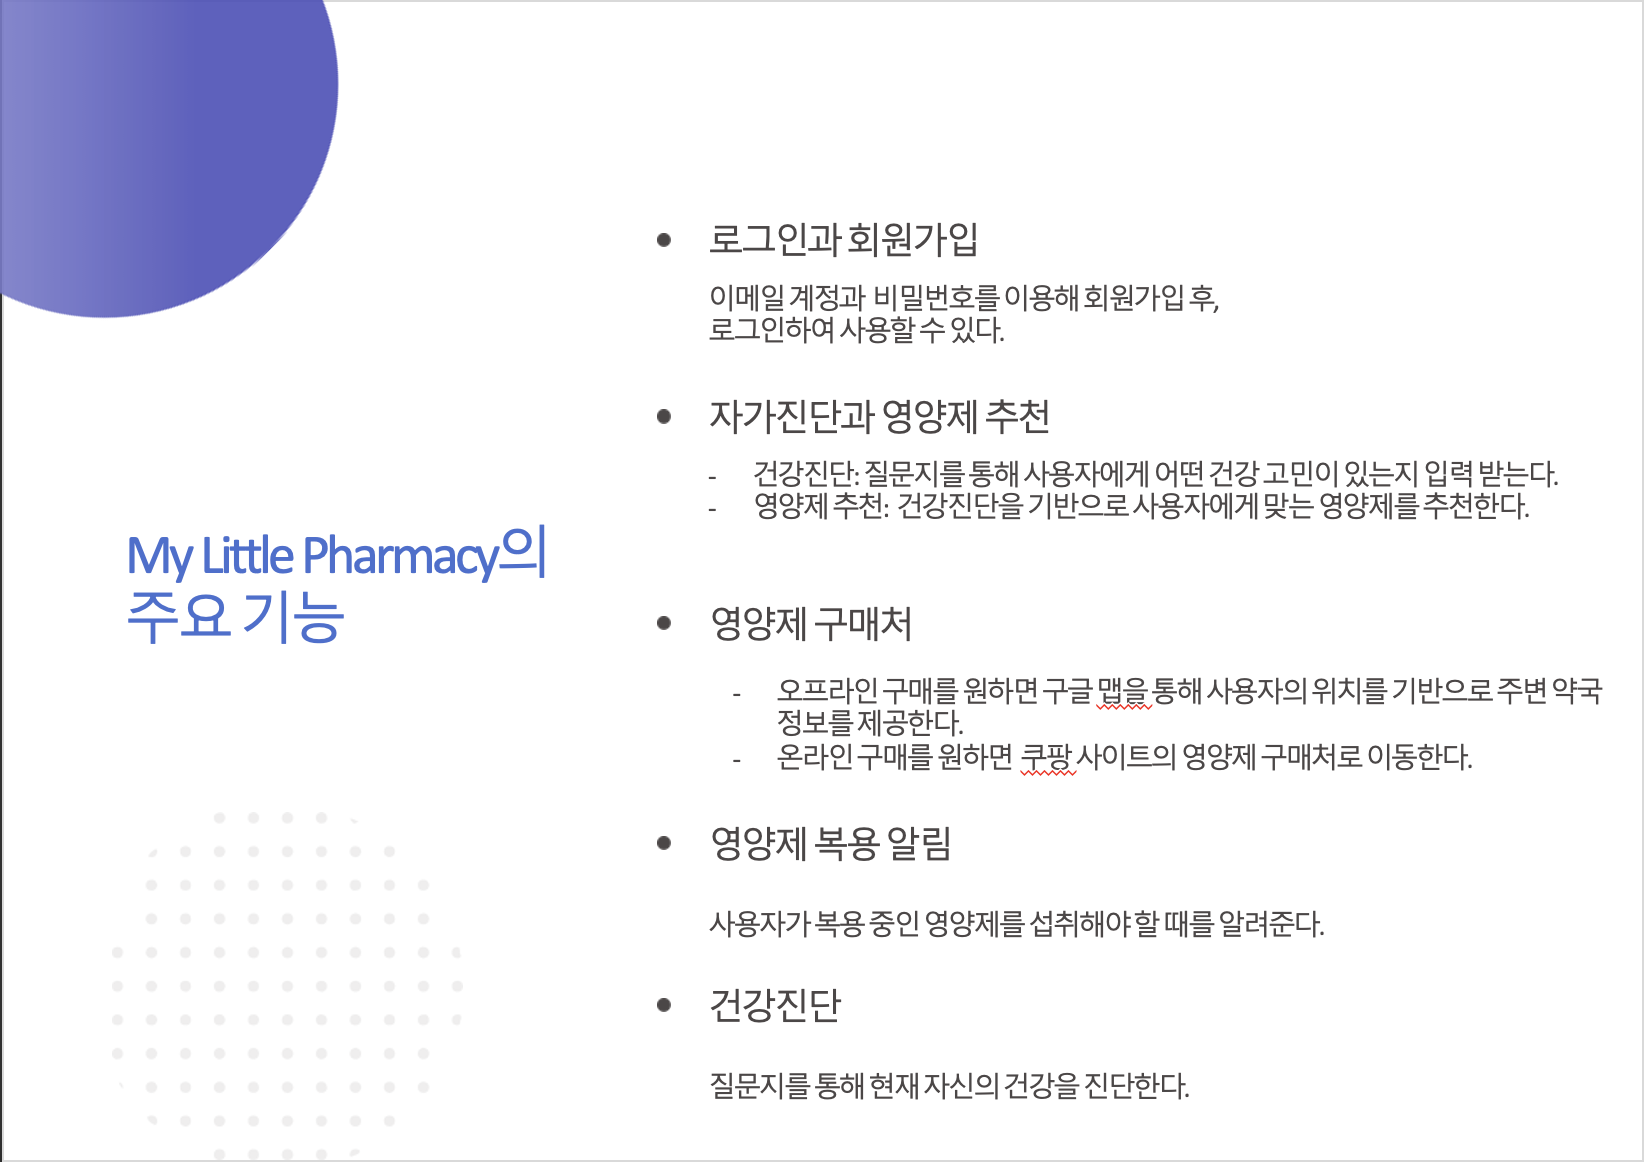 My Little Pharmacy의
주요 기능
● 로그인과 회원가입
이메일 계정과 비밀번호를 이용해 회원가입 후,
로그인하여 사용할 수 있다.
● 자가진단과 영양제 추천
- 건강진단: 질문지를 통해 사용자에게 어떤 건강 고민이 있는지 입력 받는다.
- 영양제 추천: 건강진단을 기반으로 사용자에게 맞는 영양제를 추천한다.
● 영양제 구매처
- 오프라인 구매를 원하면 구글 맵을 통해 사용자의 위치를 기반으로 주변 약국
정보를 제공한다.
- 온라인 구매를 원하면 쿠팡 사이트의 영양제 구매처로 이동한다.
● 영양제 복용 알림
사용자가 복용 중인 영양제를 섭취해야 할 때를 알려준다.
● 건강진단
질문지를 통해 현재 자신의 건강을 진단한다.